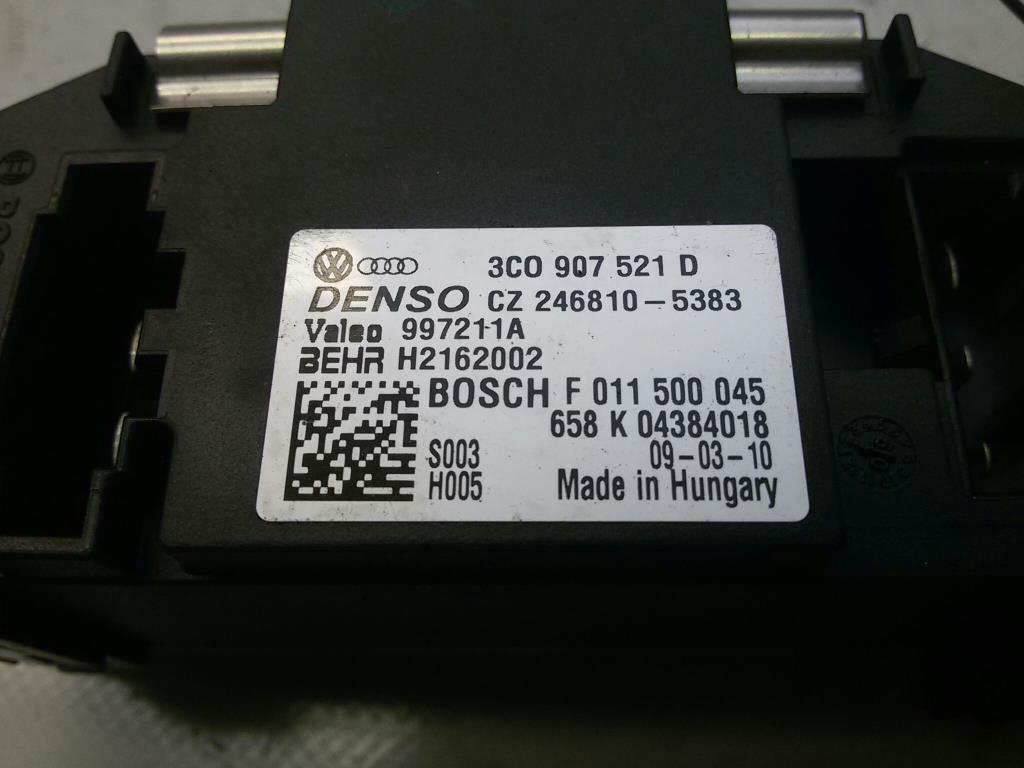 3C0 907 521 D
DENSO CZ 246810-5383
Valeo 997211A
BEHR H2162002
BOSCH F 011 500 045
658 K 04384018
S003 09-03-10
H005 Made in Hungary